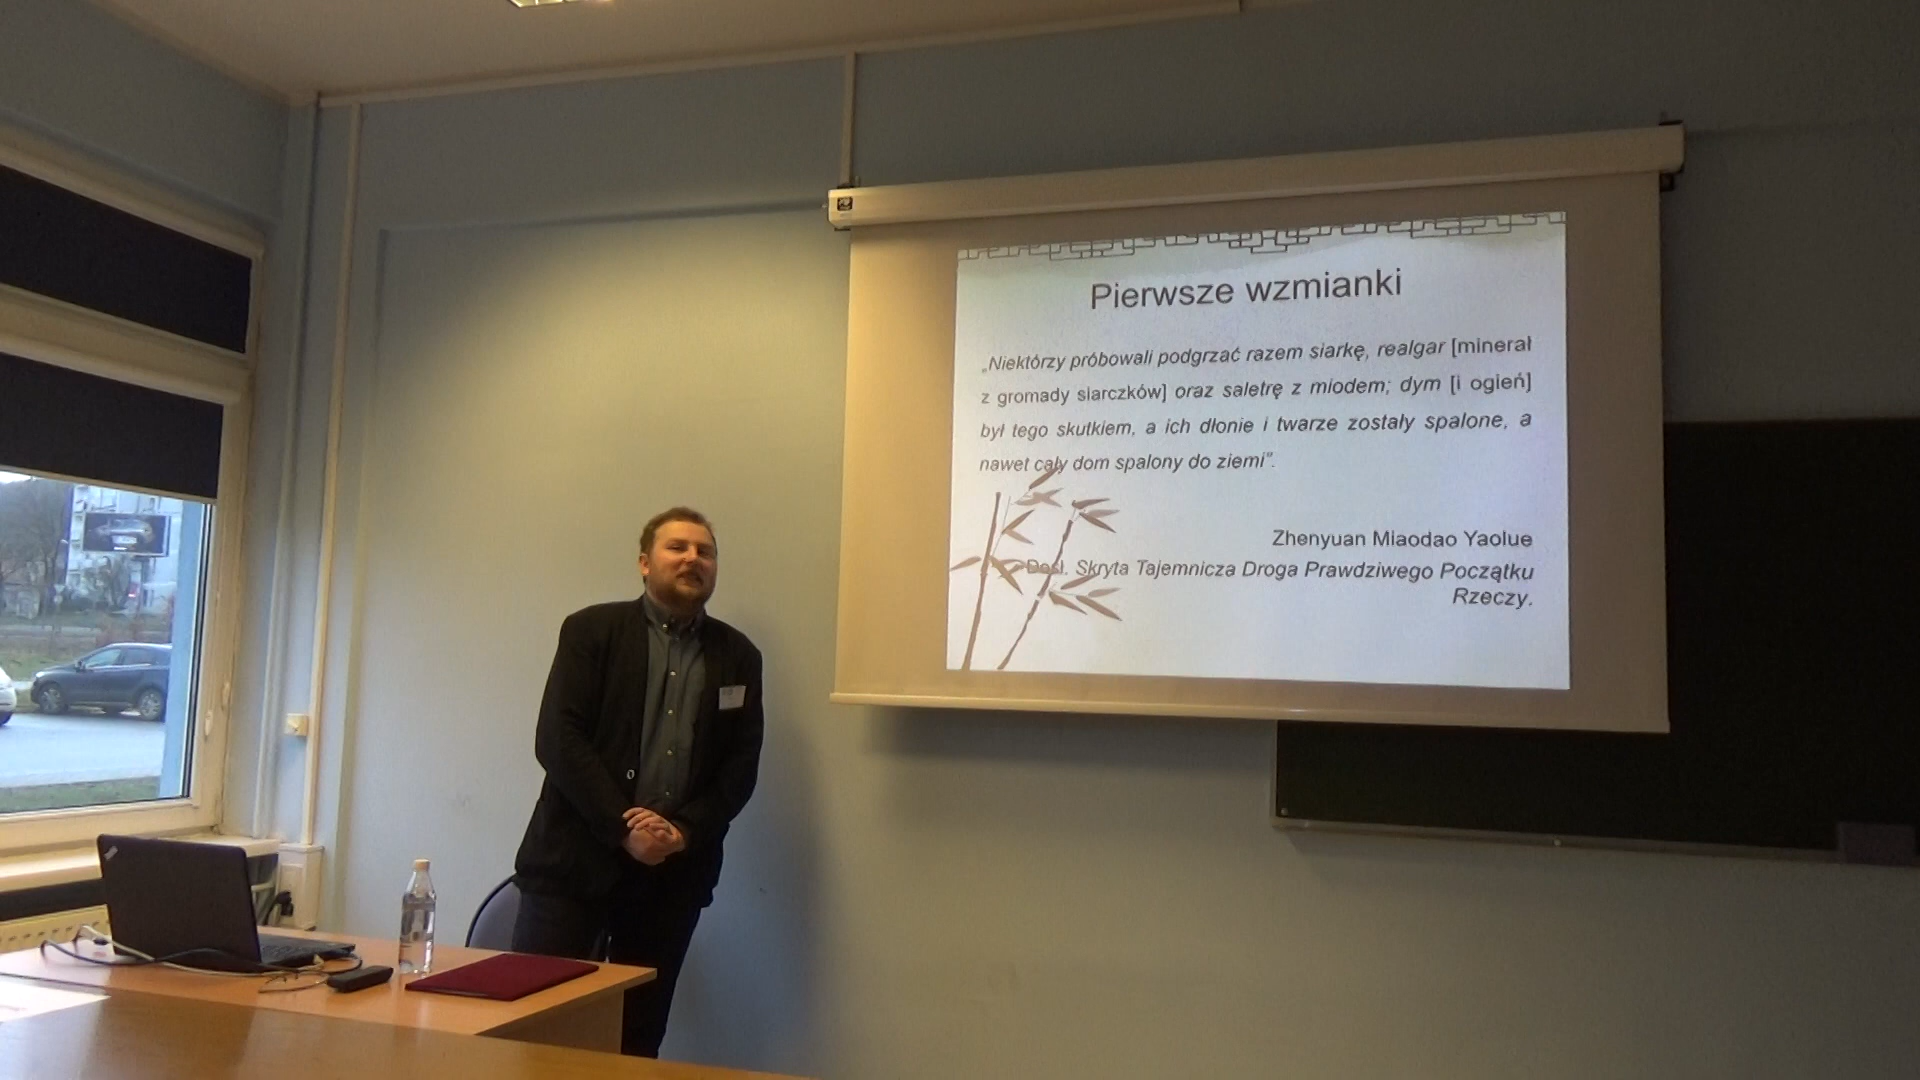 Pierwsze wzmianki
„Niektórzy próbowali podgrzać razem siarkę, realgar [minerał
z gromady siarczków] oraz saletrę z miodem; dym [i ogień]
był tego skutkiem, a ich dłonie i twarze zostały spalone, a
nawet cały dom spalony do ziemi”.
Zhenyuan Miaodao Yaolue
Dosł. Skryta Tajemnicza Droga Prawdziwego Początku
Rzeczy.